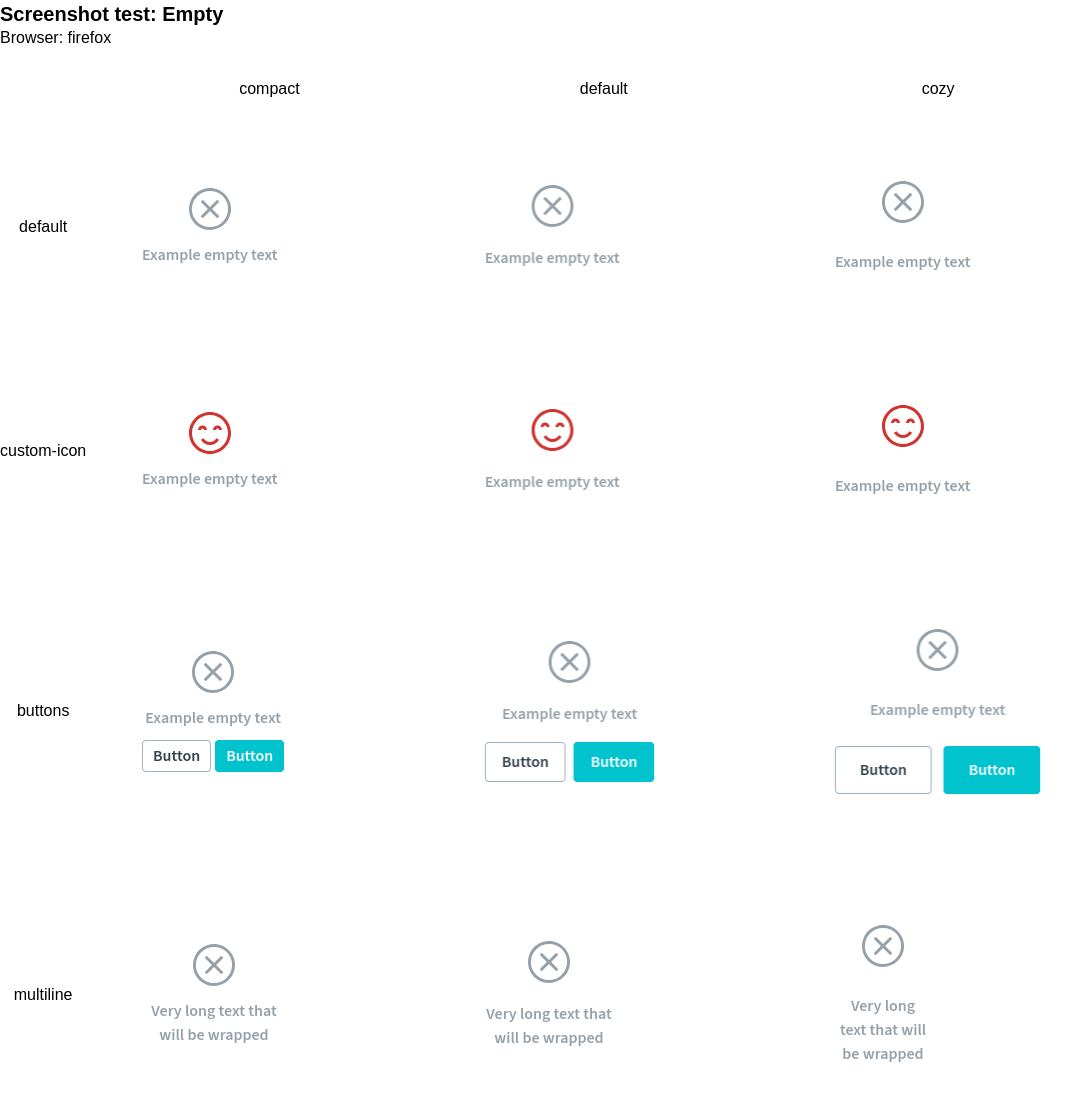 Screenshot test: Empty
Browser: firefox
compact default cozy
default
Example empty text Example empty text Example empty text
custom-icon
Example empty text Example empty text Example empty text
buttons
Example empty text Example empty text Example empty text
Button Button Button Button Button Button
multiline
Very long text that
will be wrapped
Very long text that
will be wrapped
Very long
text that will
be wrapped